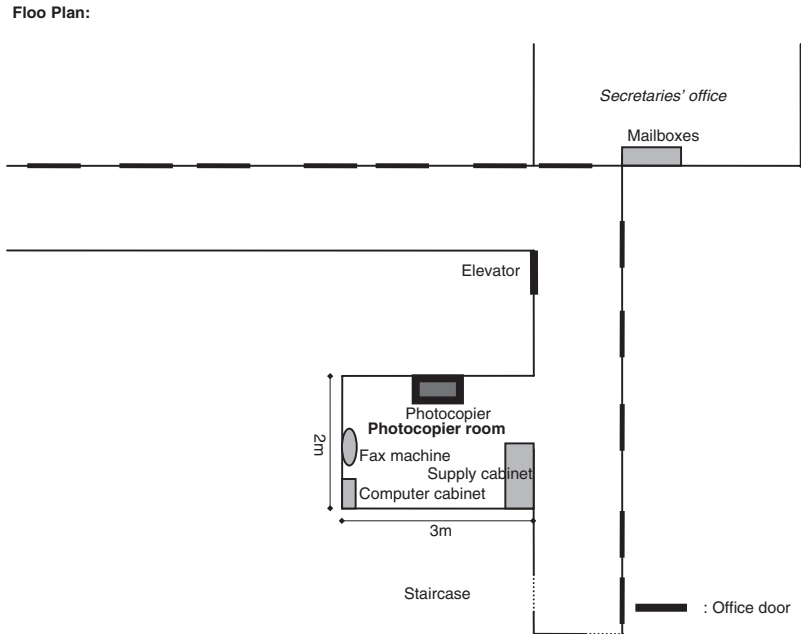 Floo Plan:
Secretaries' office
Mailboxes
Elevator
Photocopier
Photocopier room
2m
Fax machine
Supply cabinet
Computer cabinet
3m
Staircase
: Office door